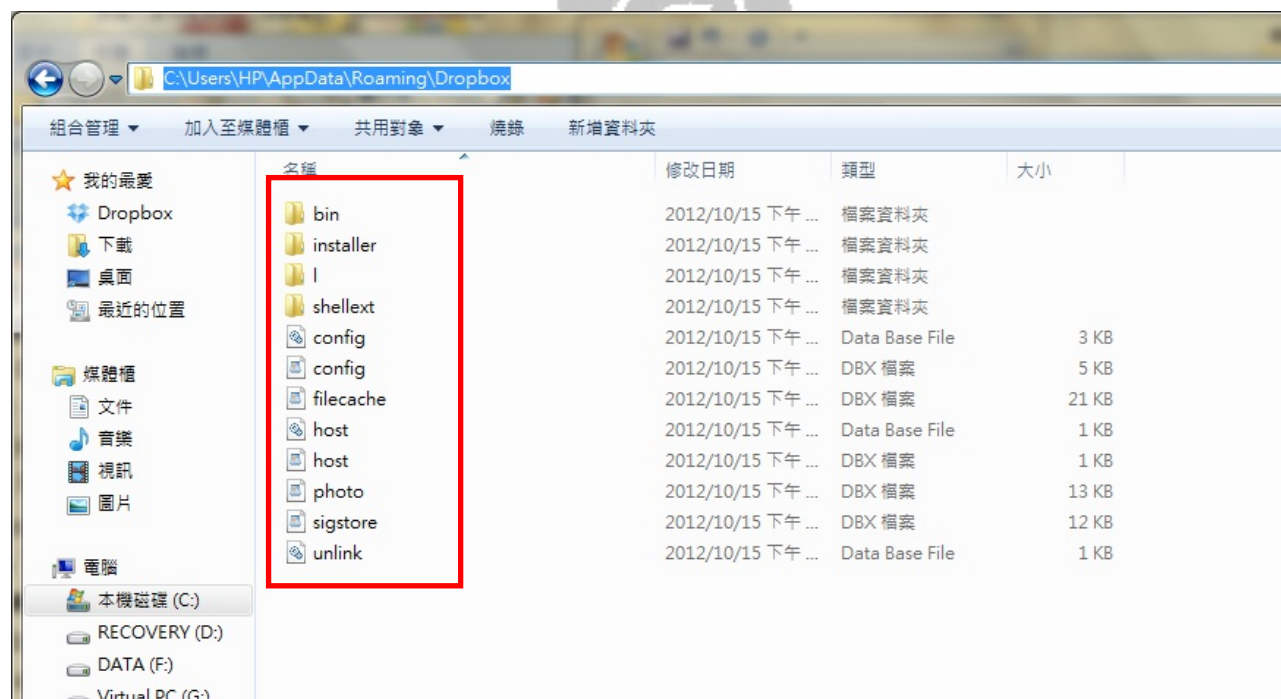 C:\Users\HP\AppData\Roaming\Dropbox
組合管理 加入至媒體櫃 共用對象 燒錄 新增資料夾
名稱 修改日期 類型 大小
我的最愛
Dropbox
下載
桌面
最近的位置
媒體櫃
文件
音樂
視訊
圖片
電腦
本機磁碟 (C:)
RECOVERY (D:)
DATA (F:)
Virtual PC (G:)
bin 2012/10/15 下午 ... 檔案資料夾
installer 2012/10/15 下午 ... 檔案資料夾
l 2012/10/15 下午 ... 檔案資料夾
shellext 2012/10/15 下午 ... 檔案資料夾
config 2012/10/15 下午 ... Data Base File 3 KB
config 2012/10/15 下午 ... DBX 檔案 5 KB
filecache 2012/10/15 下午 ... DBX 檔案 21 KB
host 2012/10/15 下午 ... Data Base File 1 KB
host 2012/10/15 下午 ... DBX 檔案 1 KB
photo 2012/10/15 下午 ... DBX 檔案 13 KB
sigstore 2012/10/15 下午 ... DBX 檔案 12 KB
unlink 2012/10/15 下午 ... Data Base File 1 KB